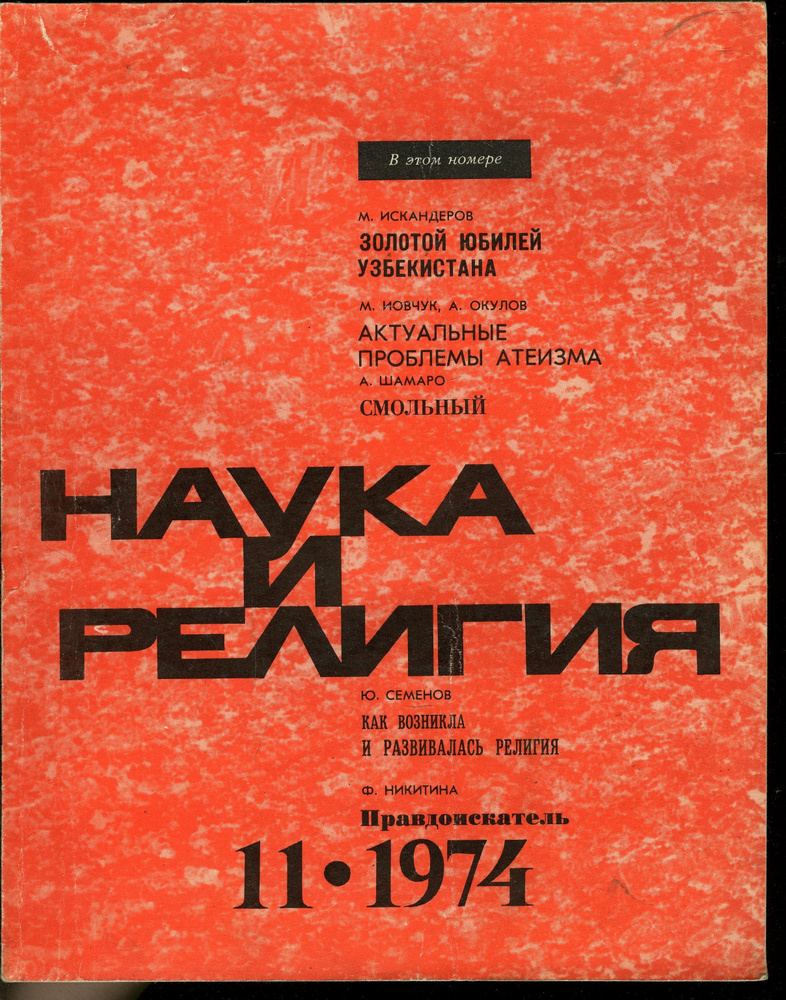 В этом номере
М. ИСКАНДЕРОВ
ЗОЛОТОЙ ЮБИЛЕЙ
УЗБЕКИСТАНА
М. ИОВЧУК, А. ОКУЛОВ
АКТУАЛЬНЫЕ
ПРОБЛЕМЫ АТЕИЗМА
А. ШАМАРО
СМОЛЬНЫЙ
НАУКА
И
РЕЛИГИЯ
Ю. СЕМЕНОВ
КАК ВОЗНИКЛА
И РАЗВИВАЛАСЬ РЕЛИГИЯ
Ф. НИКИТИНА
Правдоискатель
11•1974